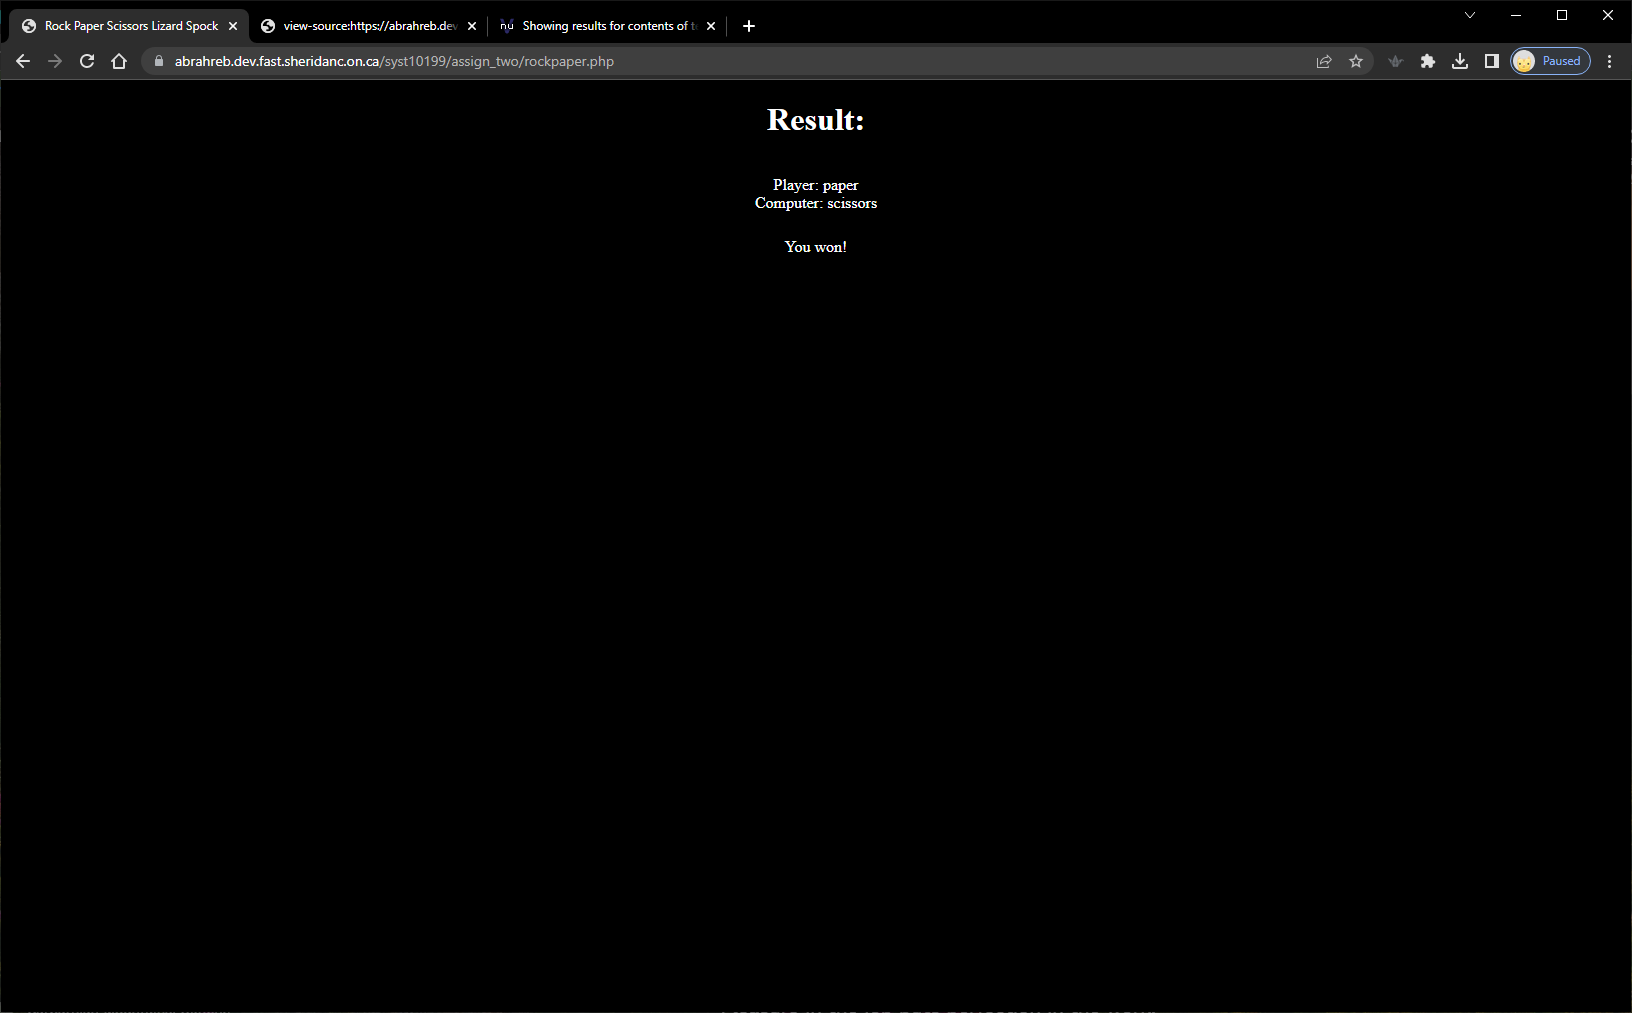 Rock Paper Scissors Lizard Spock
view-source:https://abrahreb.dev
Showing results for contents of
abrahreb.dev.fast.sheridanc.on.ca/syst10199/assign_two/rockpaper.php
Paused
Result:
Player: paper
Computer: scissors
You won!